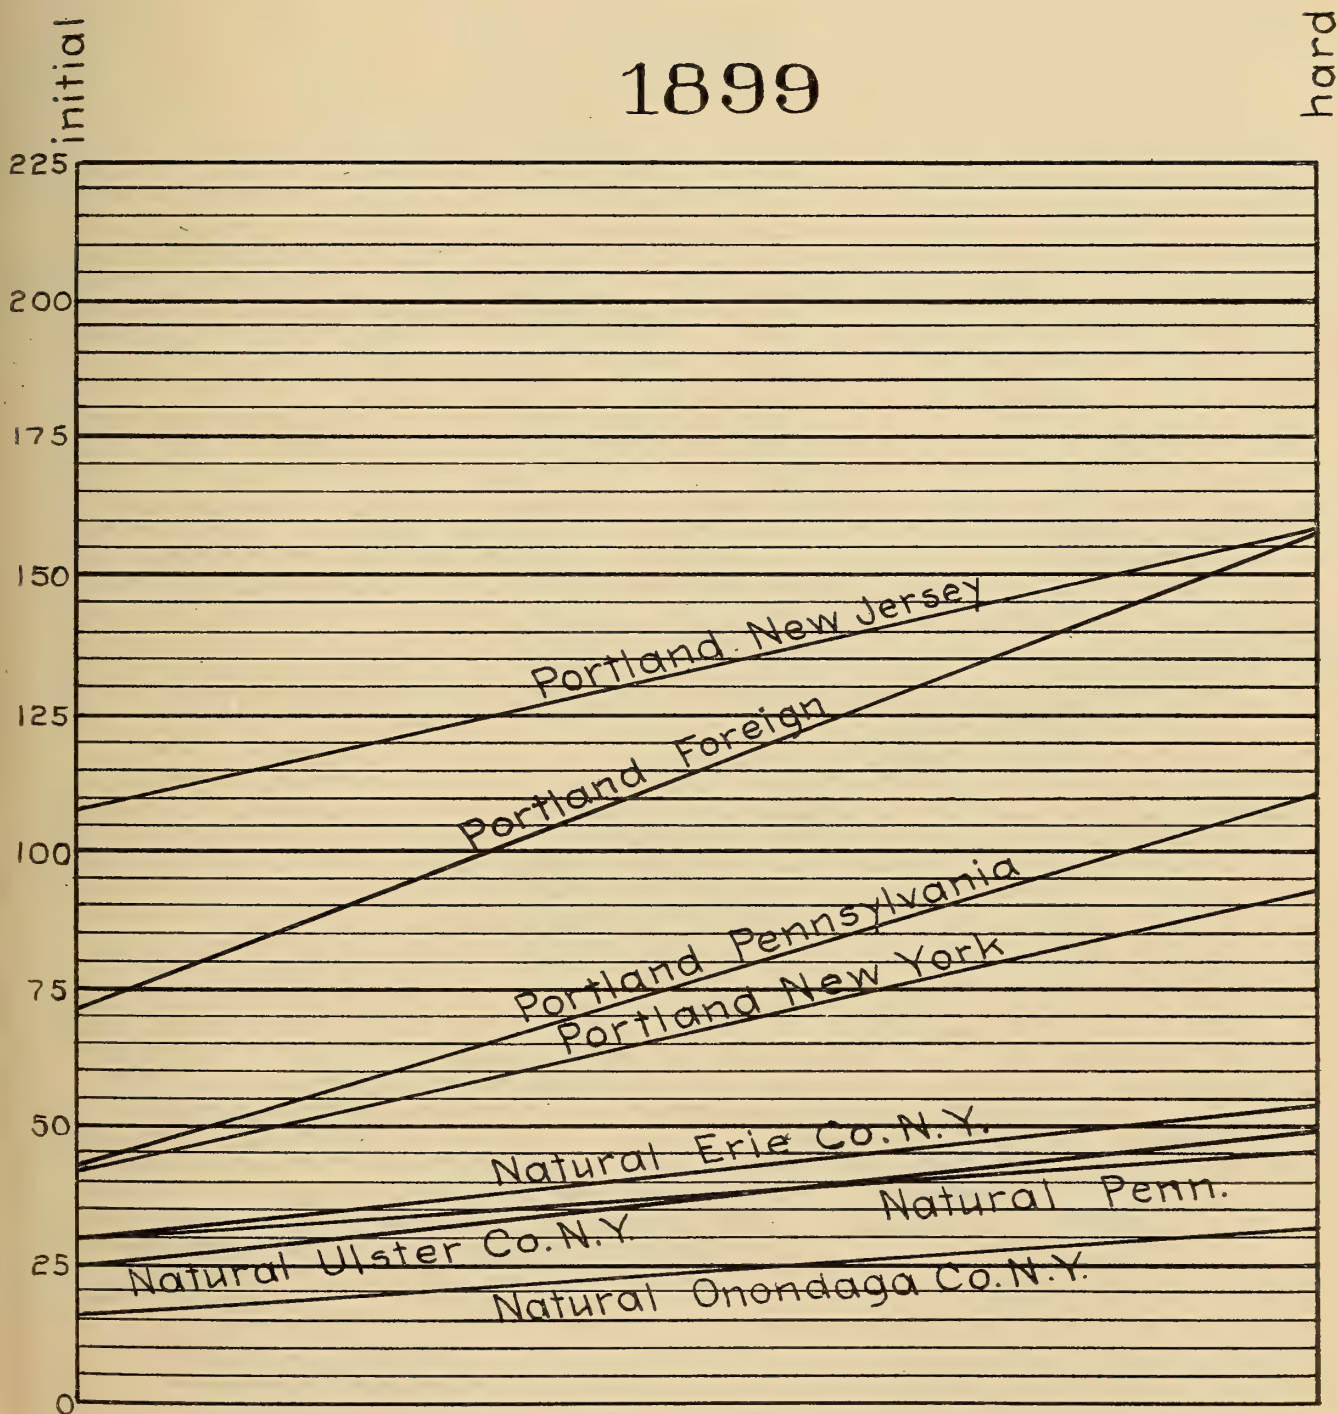 initial
1899
hard
225
200
175
150
125
100
75
50
25
0
Portland New Jersey
Portland Foreign
Portland Pennsylvania
Portland New York
Natural Erie Co. N.Y.
Natural Penn.
Natural Ulster Co. N.Y.
Natural Onondaga Co. N.Y.